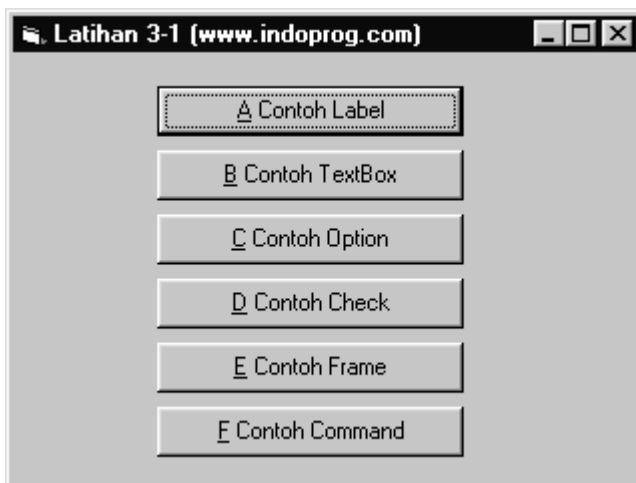 Latihan 3-1 (www.indoprog.com)
A Contoh Label
B Contoh TextBox
C Contoh Option
D Contoh Check
E Contoh Frame
F Contoh Command